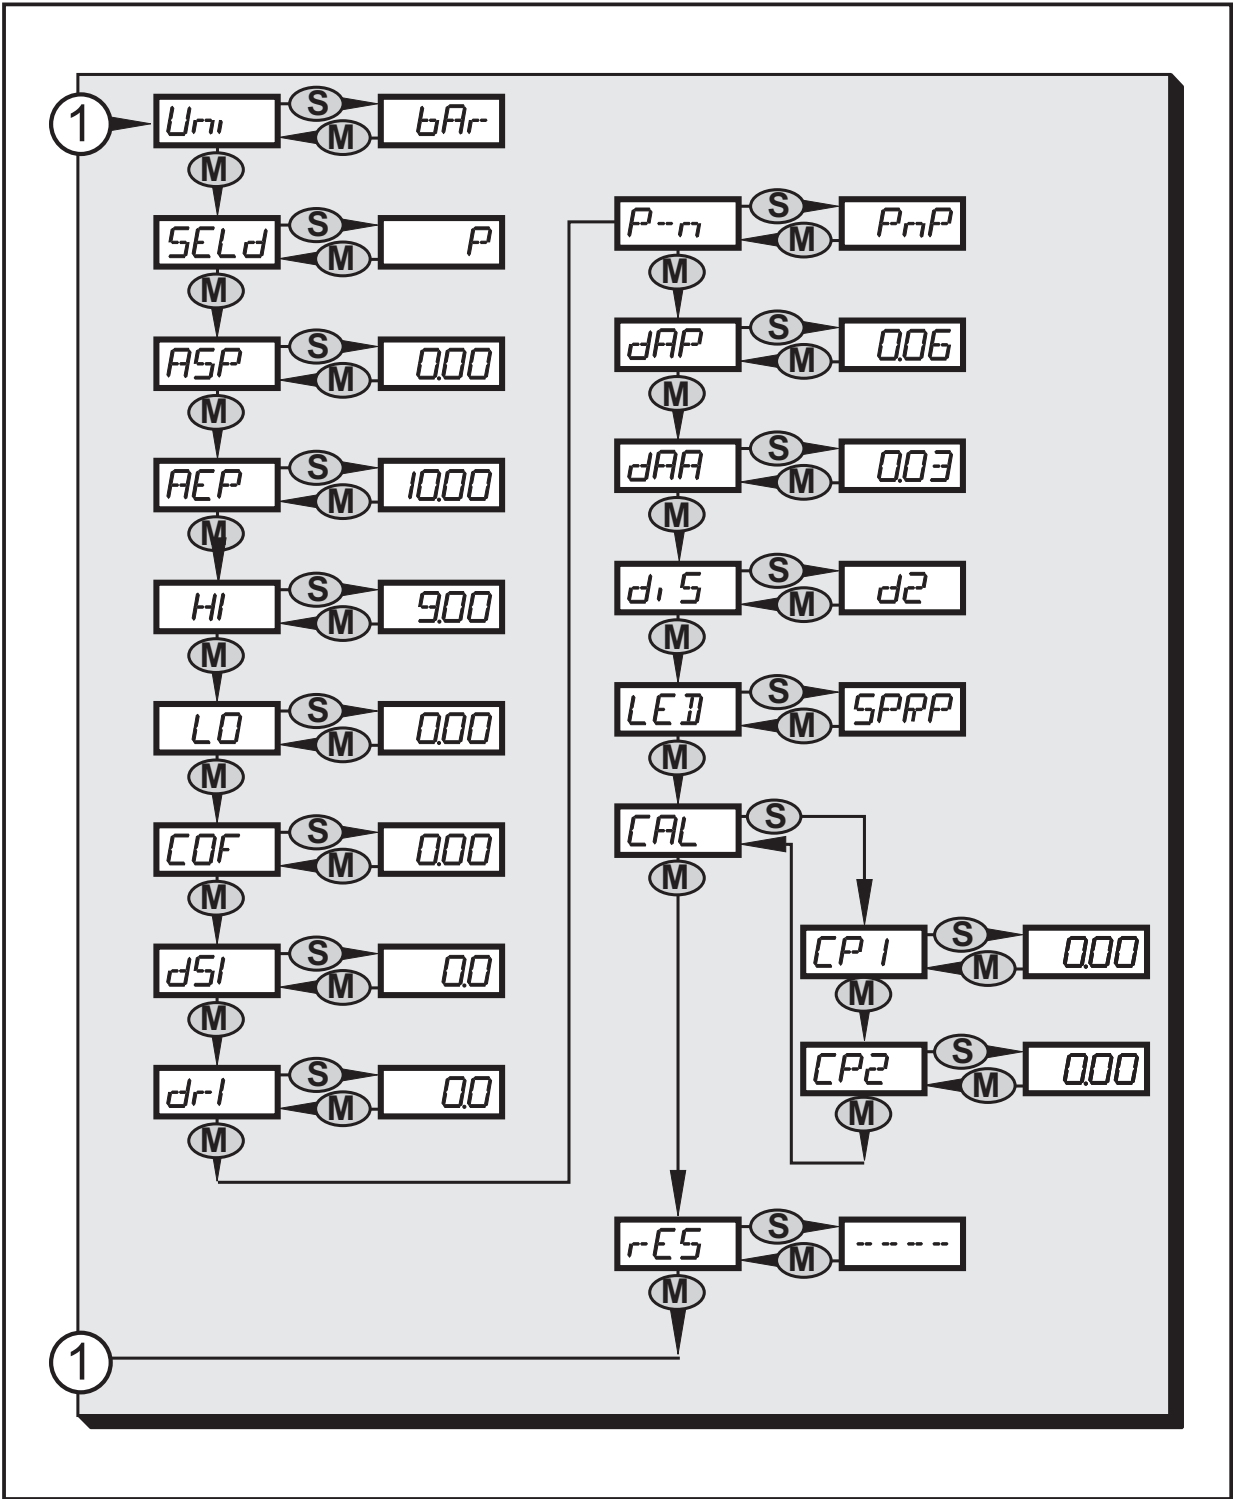 1
Uni S bAr
M
M
SELd S P
M
M
ASP S 0.00
M
M
AEP S 10.00
M
M
HI S 9.00
M
M
LO S 0.00
M
M
COF S 0.00
M
M
dS1 S 0.0
M
M
dr1 S 0.0
M
M
P-n S PnP
M
M
dAP S 0.06
M
M
dAA S 0.03
M
M
diS S d2
M
M
LED S SPRP
M
M
CAL S
M
CP1 S 0.00
M
M
CP2 S 0.00
M
M
rES S ----
M
M
1